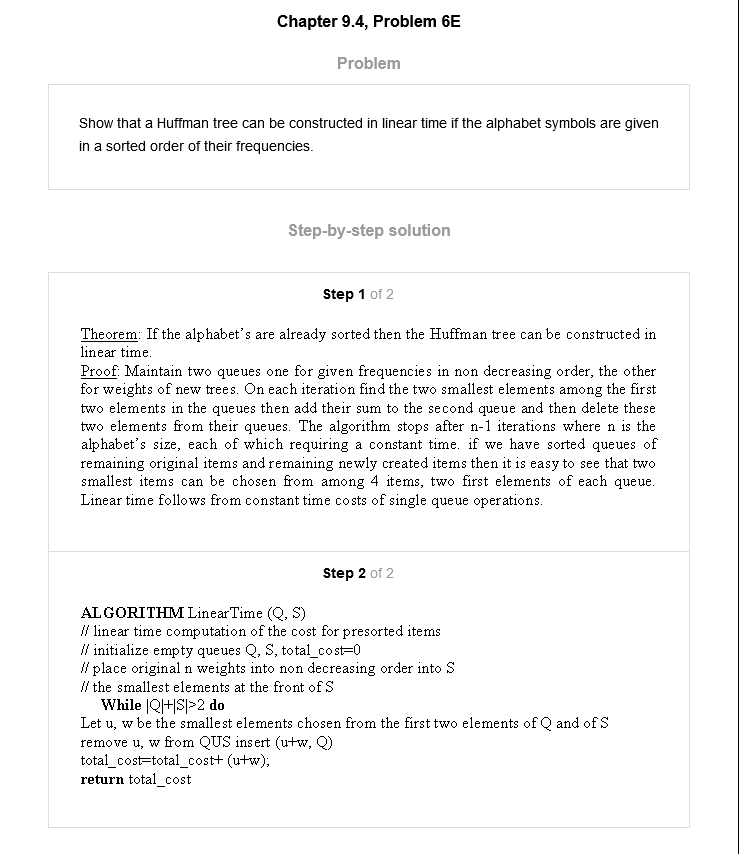 Chapter 9.4, Problem 6E
Problem
Show that a Huffman tree can be constructed in linear time if the alphabet symbols are given
in a sorted order of their frequencies.
Step-by-step solution
Step 1 of 2
Theorem: If the alphabet's are already sorted then the Huffman tree can be constructed in
linear time.
Proof: Maintain two queues one for given frequencies in non decreasing order, the other
for weights of new trees. On each iteration find the two smallest elements among the first
two elements in the queues then add their sum to the second queue and then delete these
two elements from their queues. The algorithm stops after n-1 iterations where n is the
alphabet's size, each of which requiring a constant time. if we have sorted queues of
remaining original items and remaining newly created items then it is easy to see that two
smallest items can be chosen from among 4 items, two first elements of each queue.
Linear time follows from constant time costs of single queue operations.
Step 2 of 2
ALGORITHM LinearTime (Q, S)
// linear time computation of the cost for presorted items
// initialize empty queues Q, S, total_cost=0
// place original n weights into non decreasing order into S
// the smallest elements at the front of S
While |Q|+|S|>2 do
Let u, w be the smallest elements chosen from the first two elements of Q and of S
remove u, w from QUS insert (u+w, Q)
total_cost=total_cost+ (u+w);
return total_cost